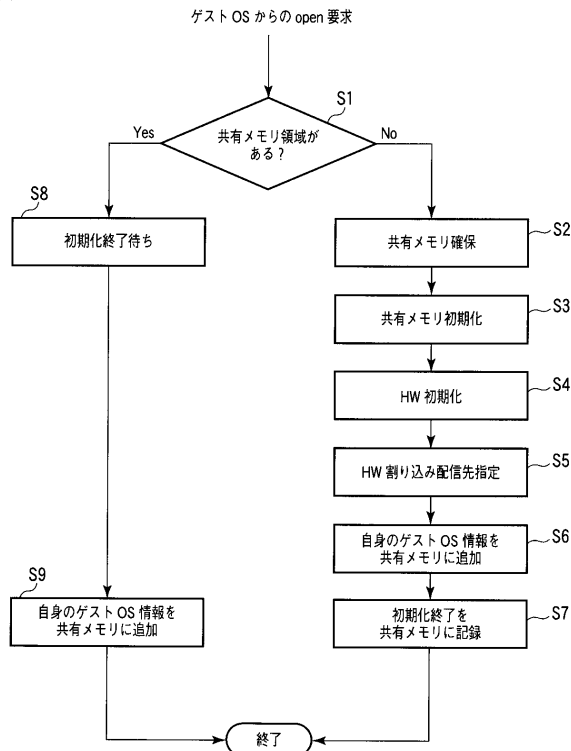 ゲスト OS からの open 要求
S1
共有メモリ領域が
ある？
Yes
No
S8
初期化終了待ち
S2
共有メモリ確保
S3
共有メモリ初期化
S4
HW 初期化
S5
HW 割り込み配信先指定
S6
自身のゲスト OS 情報を
共有メモリに追加
S9
自身のゲスト OS 情報を
共有メモリに追加
S7
初期化終了を
共有メモリに記録
終了